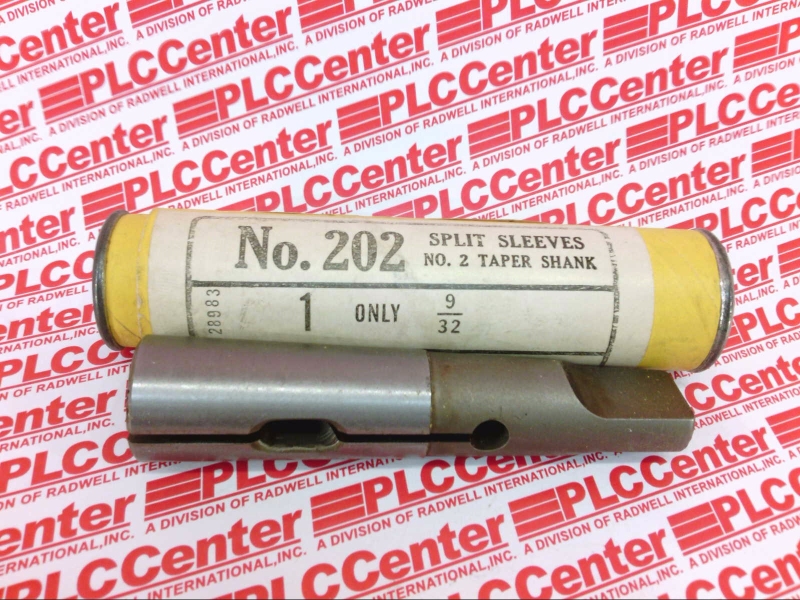 PLCCenter
A DIVISION OF RADWELL INTERNATIONAL, INC.
No. 202
SPLIT SLEEVES
NO. 2 TAPER SHANK
28983
1 ONLY 9/32